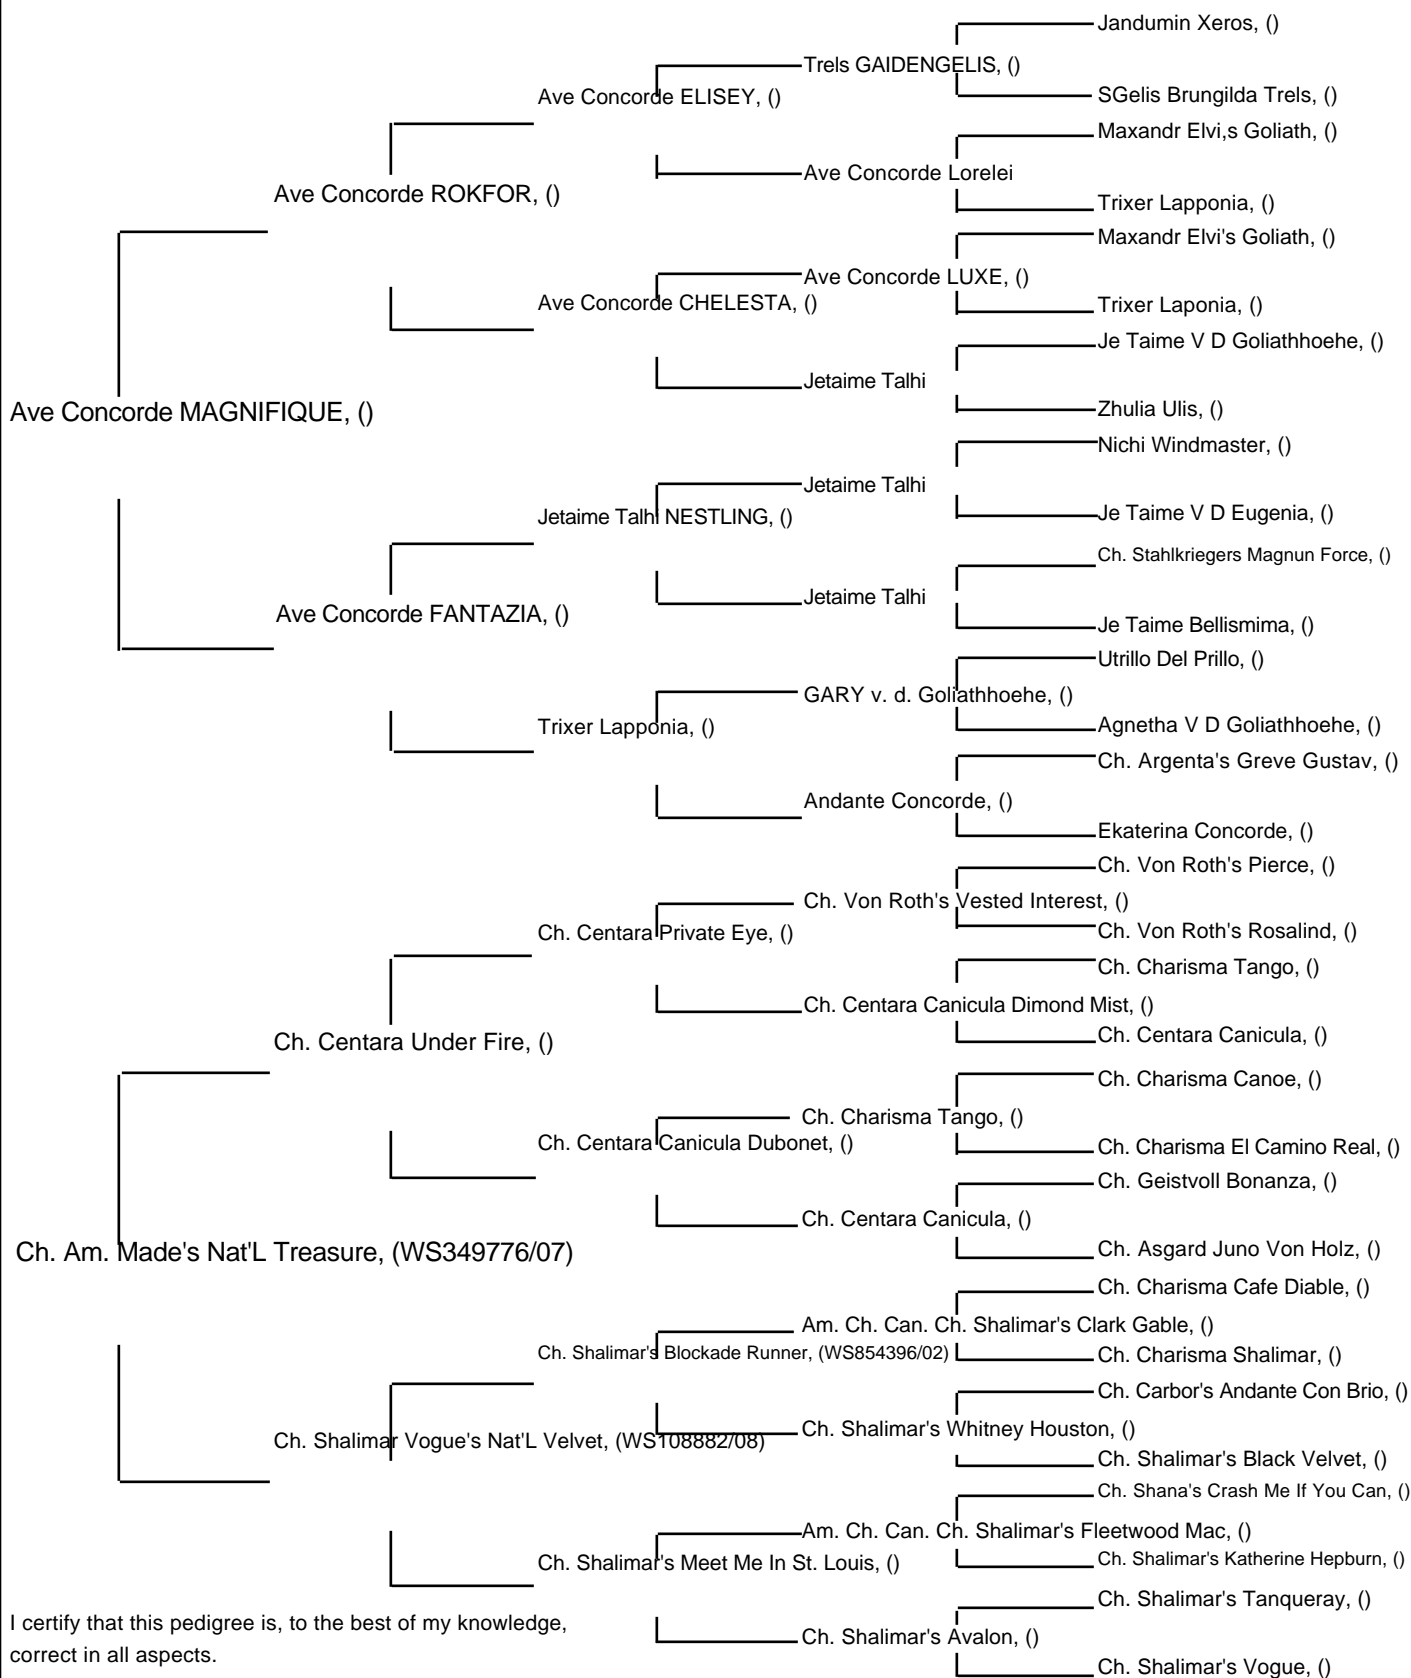 Jandumin Xeros, ()
Trels GAIDENGELIS, ()
SGelis Brungilda Trels, ()
Ave Concorde ELISEY, ()
Maxandr Elvi,s Goliath, ()
Ave Concorde Lorelei
Trixer Lapponia, ()
Ave Concorde ROKFOR, ()
Maxandr Elvi's Goliath, ()
Ave Concorde LUXE, ()
Trixer Laponia, ()
Ave Concorde CHELESTA, ()
Je Taime V D Goliathhoehe, ()
Jetaime Talhi
Zhulia Ulis, ()
Ave Concorde MAGNIFIQUE, ()
Nichi Windmaster, ()
Jetaime Talhi
Je Taime V D Eugenia, ()
Jetaime Talhi NESTLING, ()
Ch. Stahlkriegers Magnun Force, ()
Jetaime Talhi
Je Taime Bellismima, ()
Ave Concorde FANTAZIA, ()
Utrillo Del Prillo, ()
GARY v. d. Goliathhoehe, ()
Agnetha V D Goliathhoehe, ()
Trixer Lapponia, ()
Ch. Argenta's Greve Gustav, ()
Andante Concorde, ()
Ekaterina Concorde, ()
Ch. Von Roth's Pierce, ()
Ch. Von Roth's Vested Interest, ()
Ch. Von Roth's Rosalind, ()
Ch. Centara Private Eye, ()
Ch. Charisma Tango, ()
Ch. Centara Canicula Dimond Mist, ()
Ch. Centara Canicula, ()
Ch. Centara Under Fire, ()
Ch. Charisma Canoe, ()
Ch. Charisma Tango, ()
Ch. Charisma El Camino Real, ()
Ch. Centara Canicula Dubonet, ()
Ch. Geistvoll Bonanza, ()
Ch. Centara Canicula, ()
Ch. Asgard Juno Von Holz, ()
Ch. Am. Made's Nat'L Treasure, (WS349776/07)
Ch. Charisma Cafe Diable, ()
Am. Ch. Can. Ch. Shalimar's Clark Gable, ()
Ch. Charisma Shalimar, ()
Ch. Shalimar's Blockade Runner, (WS854396/02)
Ch. Carbor's Andante Con Brio, ()
Ch. Shalimar's Whitney Houston, ()
Ch. Shalimar's Black Velvet, ()
Ch. Shalimar Vogue's Nat'L Velvet, (WS108882/08)
Ch. Shana's Crash Me If You Can, ()
Am. Ch. Can. Ch. Shalimar's Fleetwood Mac, ()
Ch. Shalimar's Katherine Hepburn, ()
Ch. Shalimar's Meet Me In St. Louis, ()
Ch. Shalimar's Tanqueray, ()
Ch. Shalimar's Avalon, ()
Ch. Shalimar's Vogue, ()
I certify that this pedigree is, to the best of my knowledge,
correct in all aspects.